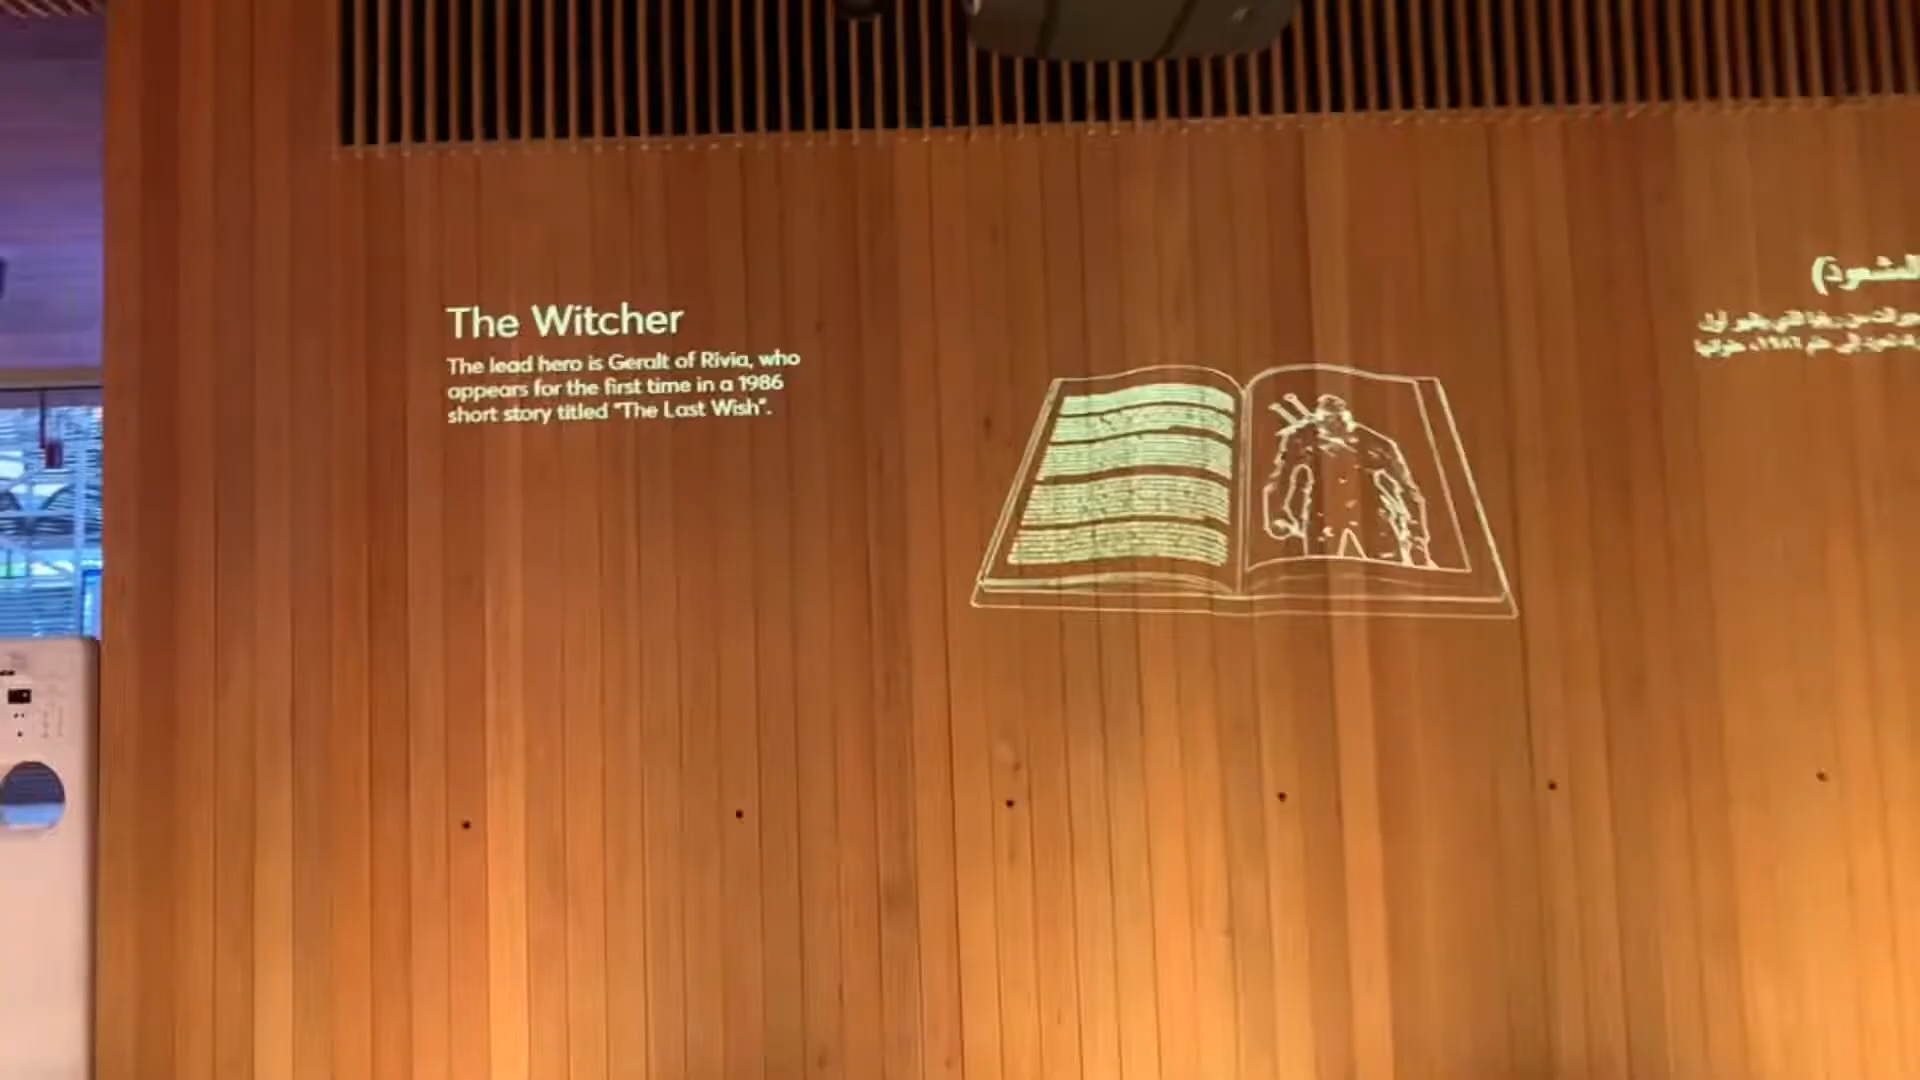 The Witcher
The lead hero is Geralt of Rivia, who
appears for the first time in a 1986
short story titled "The Last Wish".
المشعوذ)